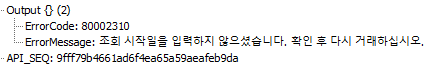 Output {} (2)
ErrorCode: 80002310
ErrorMessage: 조회 시작일을 입력하지 않으셨습니다. 확인 후 다시 거래하십시오.
API_SEQ: 9fff79b4661ad6f4ea65a59aeafeb9da